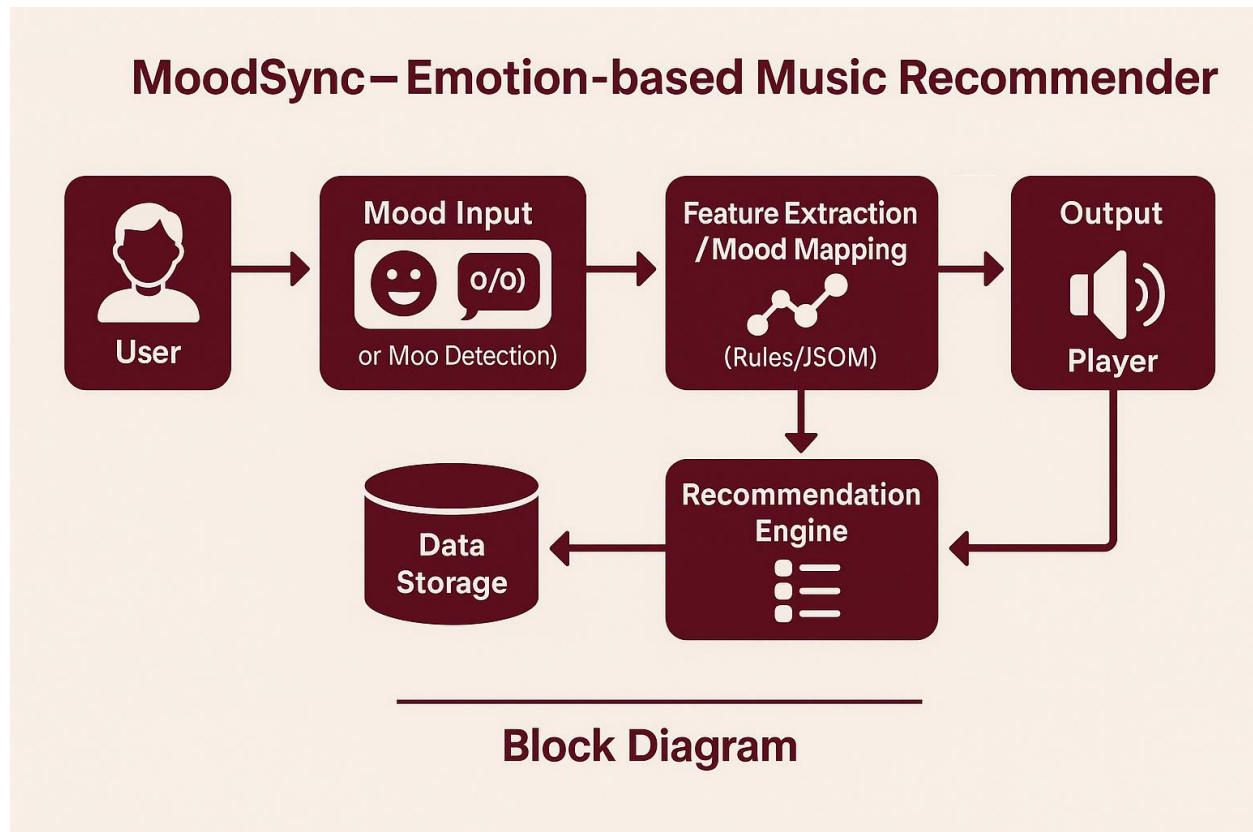 MoodSync–Emotion-based Music Recommender
User
Mood Input
o/o)
or Moo Detection)
Feature Extraction
/Mood Mapping
(Rules/JSOM)
Output
Player
Data
Storage
Recommendation
Engine
Block Diagram